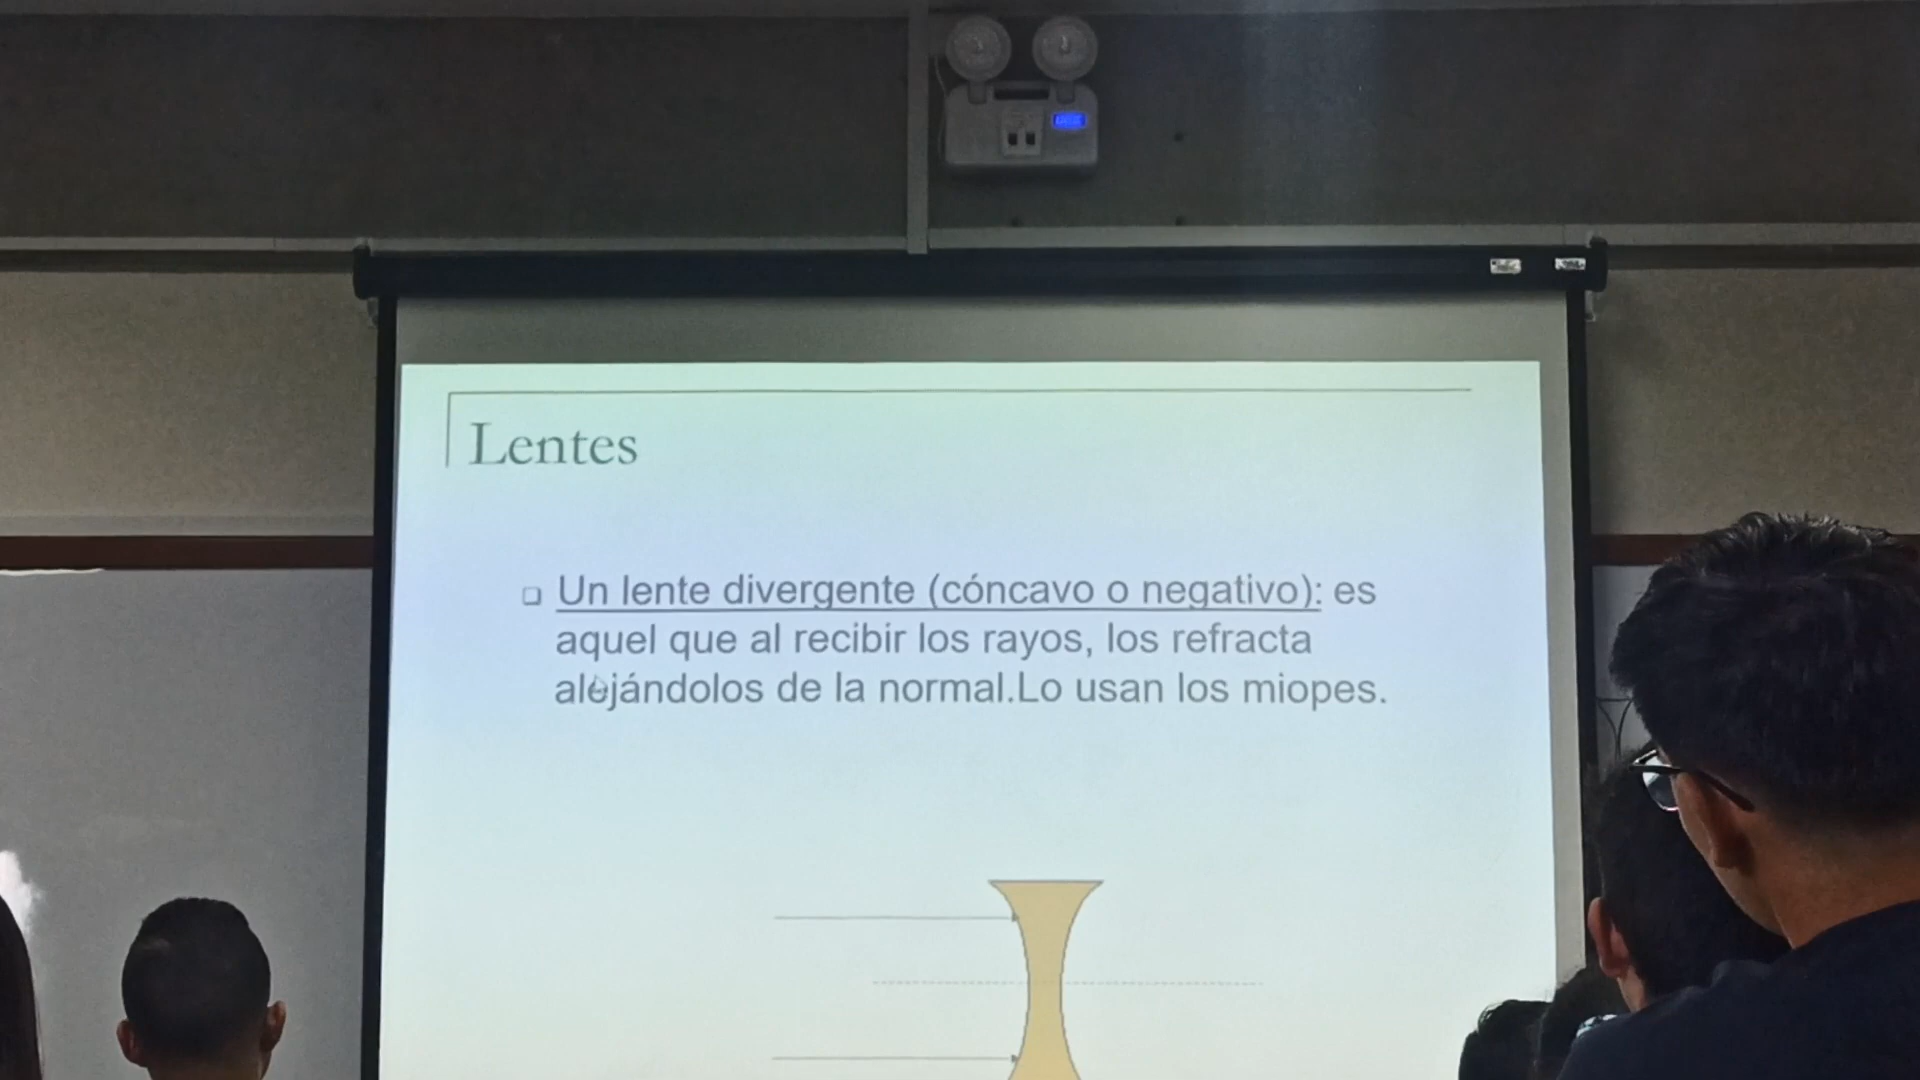 Lentes
❑ Un lente divergente (cóncavo o negativo): es
aquel que al recibir los rayos, los refracta
alejándolos de la normal.Lo usan los miopes.